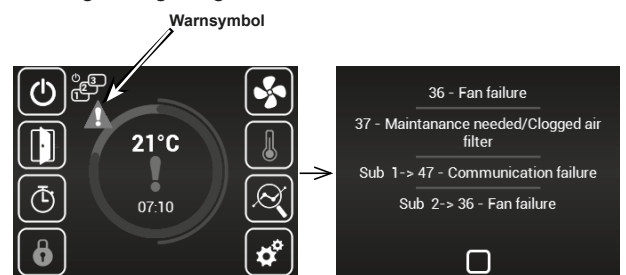 Warnsymbol
21°C
07:10
36 - Fan failure
37 - Maintanance needed/Clogged air
filter
Sub 1-> 47 - Communication failure
Sub 2-> 36 - Fan failure